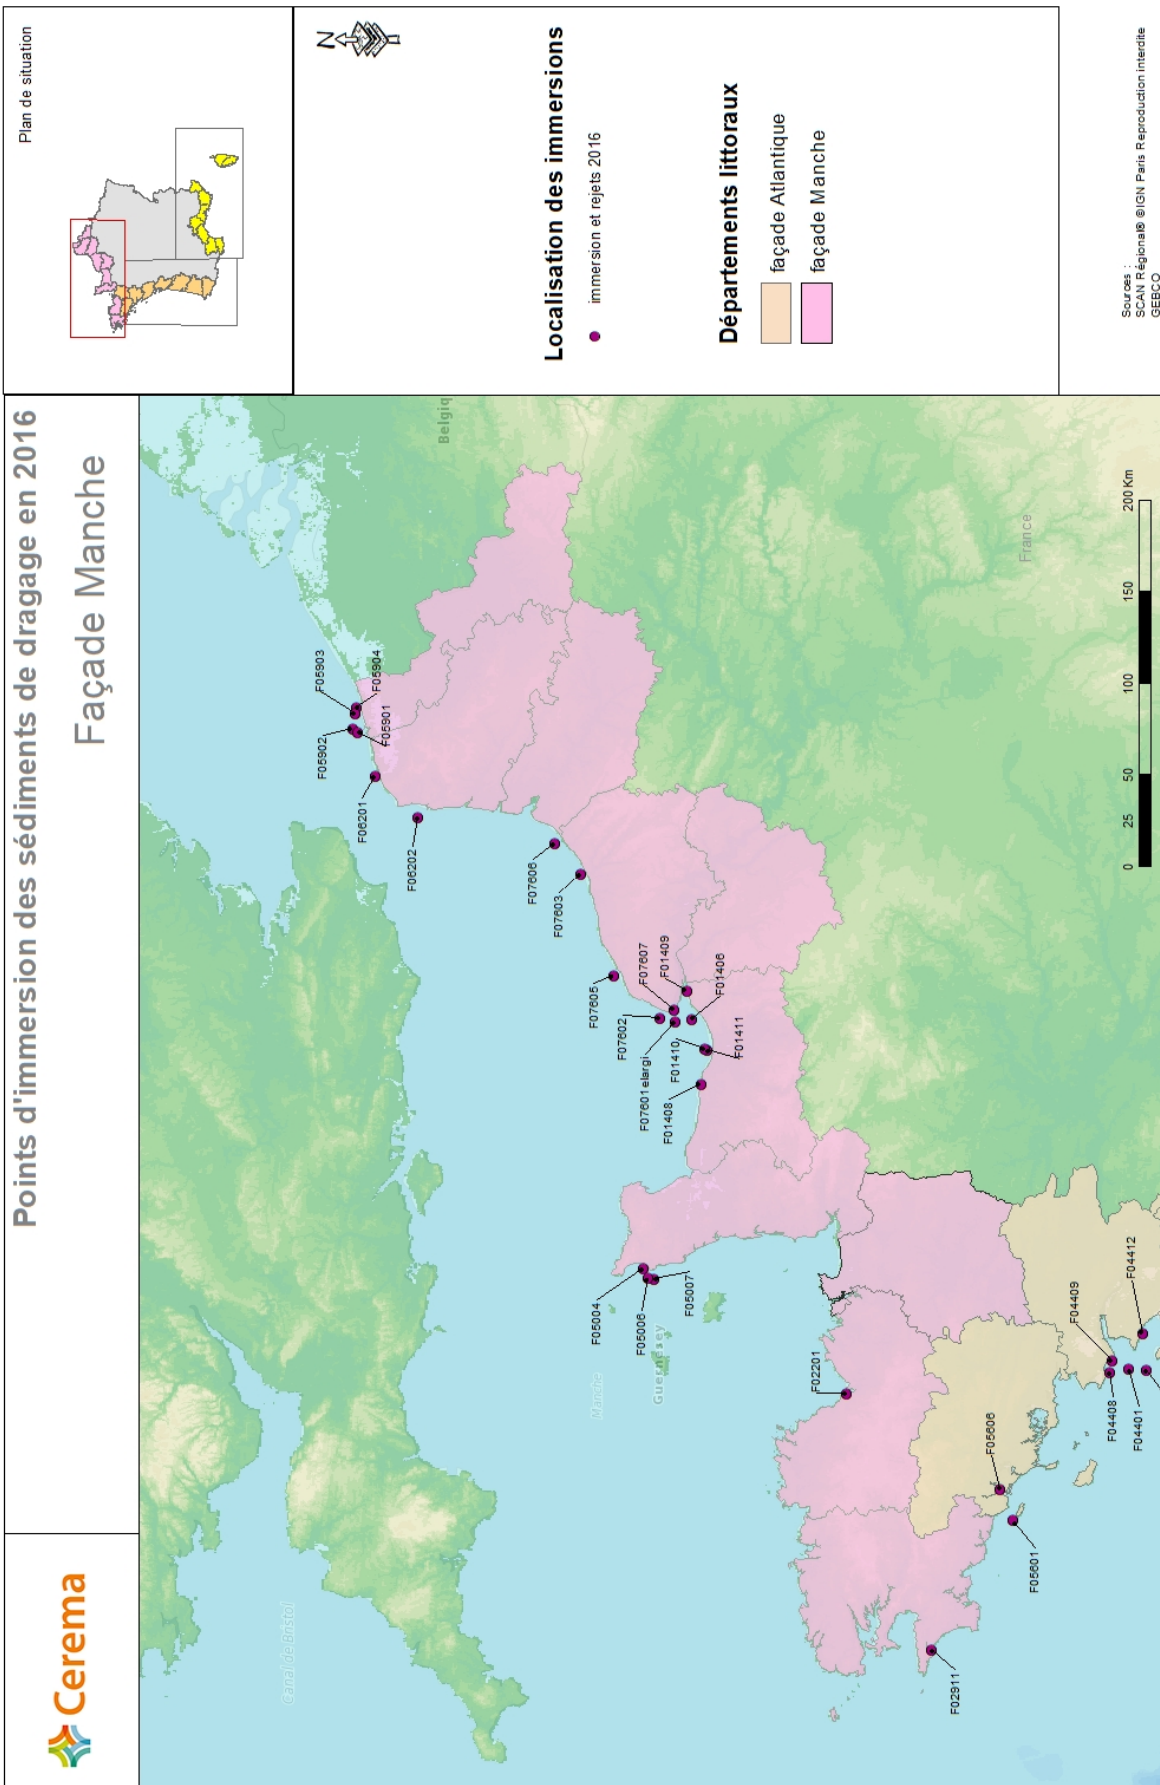 Cerema
Points d'immersion des sédiments de dragage en 2016
Façade Manche
Plan de situation
N
Localisation des immersions
immersion et rejets 2016
Départements littoraux
façade Atlantique
façade Manche
Sources :
SCAN Régional® ©IGN Paris Reproduction interdite
GEBCO
Canal de Bristol
Belgiq
F05902
F05903
F05904
F05901
F06201
F06202
F07606
F07603
F07605
F07602
F07607
F01409
F01406
F07601elargi
F01410
F01411
F01408
F05004
F05006
F05007
Manche
Guernesey
F02201
F05606
F05601
F02911
F04409
F04412
F04408
F04401
France
0 25 50 100 150 200 Km